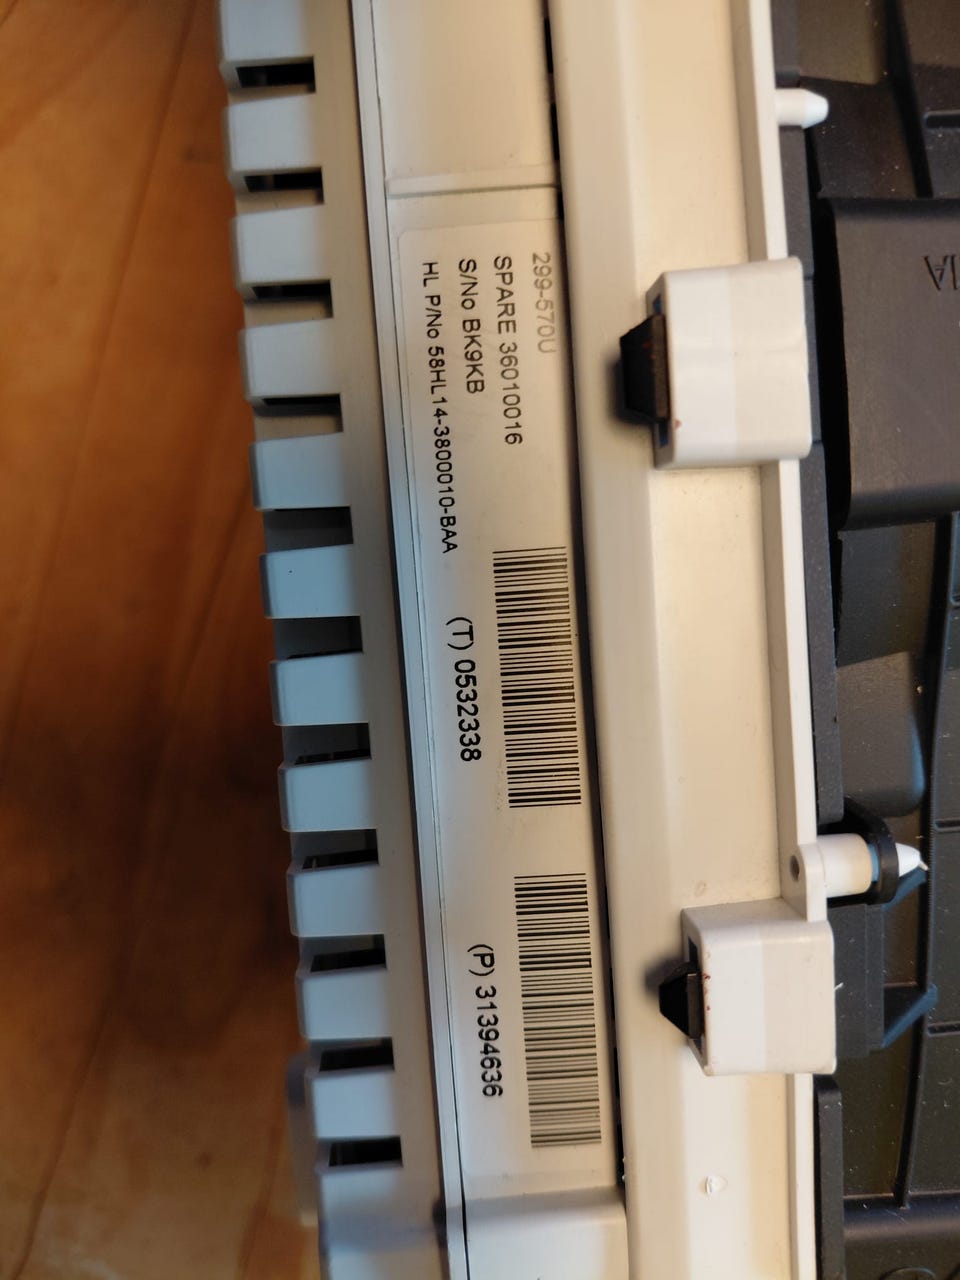 299-570U
SPARE 36010016
S/No BK9KB
HL P/No 58HL14-3800010-BAA
(T) 0532338
(P) 31394636